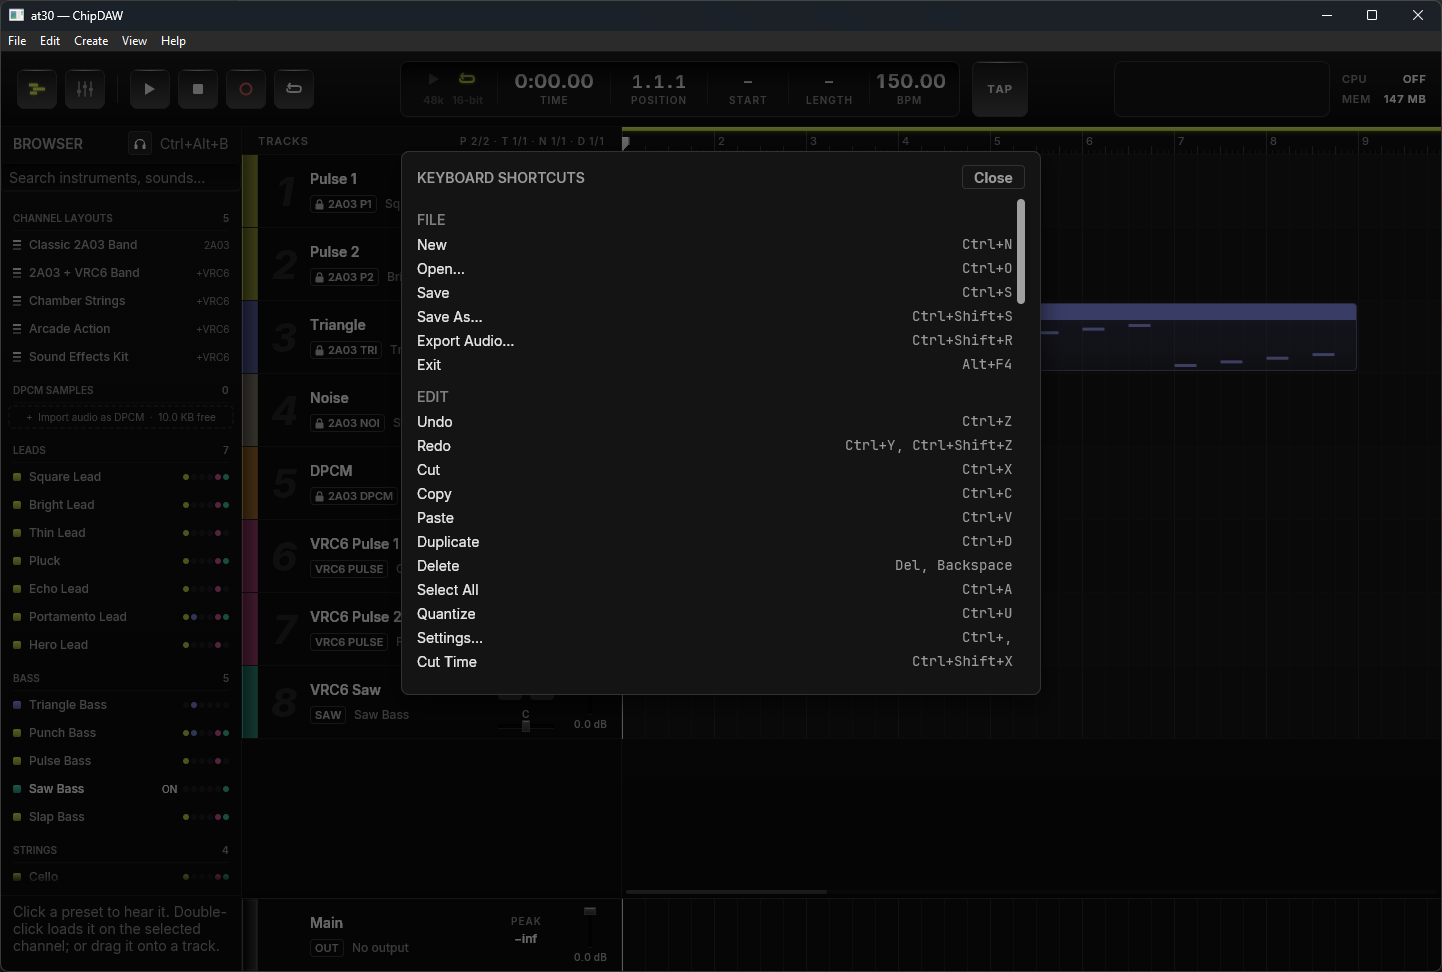 at30 — ChipDAW
File Edit Create View Help
0:00.00 1.1.1 – – 150.00
48k 16-bit TIME POSITION START LENGTH BPM
TAP
CPU OFF
MEM 147 MB
BROWSER Ctrl+Alt+B
Search instruments, sounds...
CHANNEL LAYOUTS 5
Classic 2A03 Band 2A03
2A03 + VRC6 Band +VRC6
Chamber Strings +VRC6
Arcade Action +VRC6
Sound Effects Kit +VRC6
DPCM SAMPLES 0
+ Import audio as DPCM · 10.0 KB free
LEADS 7
Square Lead
Bright Lead
Thin Lead
Pluck
Echo Lead
Portamento Lead
Hero Lead
BASS 5
Triangle Bass
Punch Bass
Pulse Bass
Saw Bass ON
Slap Bass
STRINGS 4
Cello
Click a preset to hear it. Double-
click loads it on the selected
channel; or drag it onto a track.
TRACKS P 2/2 · T 1/1 · N 1/1 · D 1/1
2 3 4 5 6 7 8 9
1 Pulse 1
2A03 P1 Sq
2 Pulse 2
2A03 P2 Bri
3 Triangle
2A03 TRI Tr
4 Noise
2A03 NOI S
5 DPCM
2A03 DPCM
6 VRC6 Pulse 1
VRC6 PULSE
7 VRC6 Pulse 2
VRC6 PULSE
8 VRC6 Saw
SAW Saw Bass C 0.0 dB
Main PEAK
OUT No output –inf
0.0 dB
KEYBOARD SHORTCUTS Close
FILE
New Ctrl+N
Open... Ctrl+O
Save Ctrl+S
Save As... Ctrl+Shift+S
Export Audio... Ctrl+Shift+R
Exit Alt+F4
EDIT
Undo Ctrl+Z
Redo Ctrl+Y, Ctrl+Shift+Z
Cut Ctrl+X
Copy Ctrl+C
Paste Ctrl+V
Duplicate Ctrl+D
Delete Del, Backspace
Select All Ctrl+A
Quantize Ctrl+U
Settings... Ctrl+,
Cut Time Ctrl+Shift+X